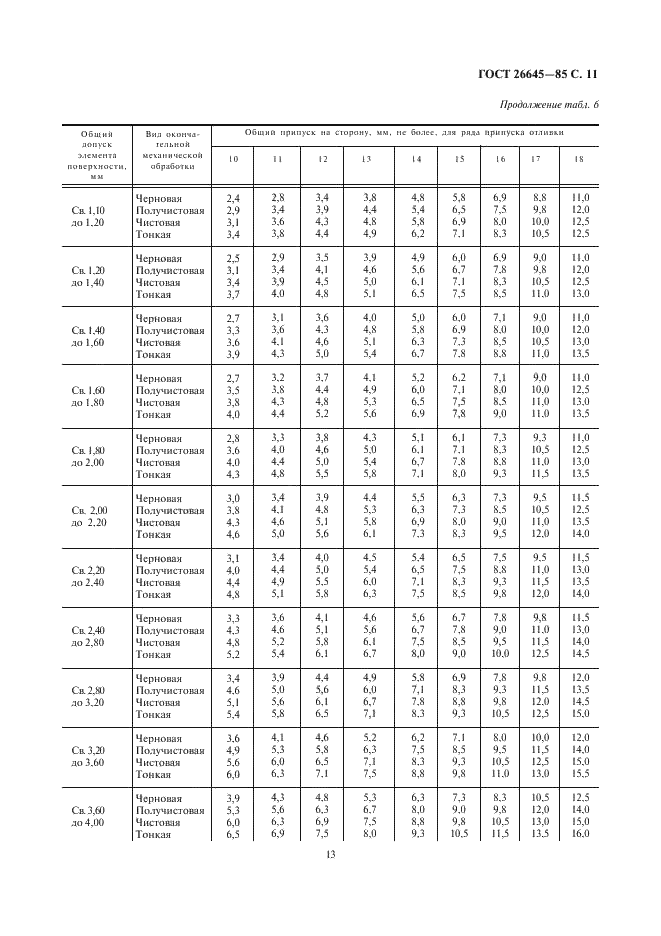 ГОСТ 26645—85 С. 11
Продолжение табл. 6
Общий допуск элемента поверхности, мм
Вид окончательной механической обработки
Общий припуск на сторону, мм, не более, для ряда припуска отливки
10 11 12 13 14 15 16 17 18
Св. 1,10 до 1,20
Черновая 2,4 2,8 3,4 3,8 4,8 5,8 6,9 8,8 11,0
Получистовая 2,9 3,4 3,9 4,4 5,4 6,5 7,5 9,8 12,0
Чистовая 3,1 3,6 4,3 4,8 5,8 6,9 8,0 10,0 12,5
Тонкая 3,4 3,8 4,4 4,9 6,2 7,1 8,3 10,5 12,5
Св. 1,20 до 1,40
Черновая 2,5 2,9 3,5 3,9 4,9 6,0 6,9 9,0 11,0
Получистовая 3,1 3,4 4,1 4,6 5,6 6,7 7,8 9,8 12,0
Чистовая 3,4 3,9 4,5 5,0 6,1 7,1 8,3 10,5 12,5
Тонкая 3,7 4,0 4,8 5,1 6,5 7,5 8,5 11,0 13,0
Св. 1,40 до 1,60
Черновая 2,7 3,1 3,6 4,0 5,0 6,0 7,1 9,0 11,0
Получистовая 3,3 3,6 4,3 4,8 5,8 6,9 8,0 10,0 12,0
Чистовая 3,6 4,1 4,6 5,1 6,3 7,3 8,5 10,5 13,0
Тонкая 3,9 4,3 5,0 5,4 6,7 7,8 8,8 11,0 13,5
Св. 1,60 до 1,80
Черновая 2,7 3,2 3,7 4,1 5,2 6,2 7,1 9,0 11,0
Получистовая 3,5 3,8 4,4 4,9 6,0 7,1 8,0 10,0 12,5
Чистовая 3,8 4,3 4,8 5,3 6,5 7,5 8,5 11,0 13,0
Тонкая 4,0 4,4 5,2 5,6 6,9 7,8 9,0 11.0 13,5
Св. 1,80 до 2,00
Черновая 2,8 3,3 3,8 4,3 5,1 6,1 7,3 9,3 11,0
Получистовая 3,6 4,0 4,6 5,0 6,1 7,1 8,3 10,5 12,5
Чистовая 4,0 4,4 5,0 5,4 6,7 7,8 8,8 11,0 13,0
Тонкая 4,3 4,8 5,5 5,8 7,1 8,0 9,3 11,5 13,5
Св. 2,00 до 2,20
Черновая 3,0 3,4 3,9 4,4 5,5 6,3 7,3 9,5 11,5
Получистовая 3,8 4,1 4,8 5,3 6,3 7,3 8,5 10,5 12,5
Чистовая 4,3 4,6 5,1 5,8 6,9 8,0 9,0 11,0 13,5
Тонкая 4,6 5,0 5,6 6,1 7,3 8,3 9,5 12,0 14,0
Св. 2,20 до 2,40
Черновая 3,1 3,4 4,0 4,5 5,4 6,5 7,5 9,5 11,5
Получистовая 4,0 4,4 5,0 5,4 6,5 7,5 8,8 11,0 13,0
Чистовая 4,4 4,9 5,5 6,0 7,1 8,3 9,3 11,5 13,5
Тонкая 4,8 5,1 5,8 6,3 7,5 8,5 9,8 12,0 14,0
Св. 2,40 до 2,80
Черновая 3,3 3,6 4,1 4,6 5,6 6,7 7,8 9,8 11,5
Получистовая 4,3 4,6 5,1 5,6 6,7 7,8 9,0 11,0 13,0
Чистовая 4,8 5,2 5,8 6,1 7,5 8,5 9,5 11,5 14,0
Тонкая 5,2 5,4 6,1 6,7 8,0 9,0 10,0 12,5 14,5
Св. 2,80 до 3,20
Черновая 3,4 3,9 4,4 4,9 5,8 6,9 7,8 9,8 12,0
Получистовая 4,6 5,0 5,6 6,0 7,1 8,3 9,3 11,5 13,5
Чистовая 5,1 5,6 6,1 6,7 7,8 8,8 9,8 12,0 14,5
Тонкая 5,4 5,8 6,5 7,1 8,3 9,3 10,5 12,5 15,0
Св. 3,20 до 3,60
Черновая 3,6 4,1 4,6 5,2 6,2 7,1 8,0 10,0 12,0
Получистовая 4,9 5,3 5,8 6,3 7,5 8,5 9,5 11,5 14,0
Чистовая 5,6 6,0 6,5 7,1 8,3 9,3 10,5 12,5 15,0
Тонкая 6,0 6,3 7,1 7,5 8,8 9,8 11,0 13,0 15,5
Св. 3,60 до 4,00
Черновая 3,9 4,3 4,8 5,3 6,3 7,3 8,3 10,5 12,5
Получистовая 5,3 5,6 6,3 6,7 8,0 9,0 9,8 12,0 14,0
Чистовая 6,0 6,3 6,9 7,5 8,8 9,8 10,5 13,0 15,0
Тонкая 6,5 6,9 7,5 8,0 9,3 10,5 11,5 13.5 16,0
13